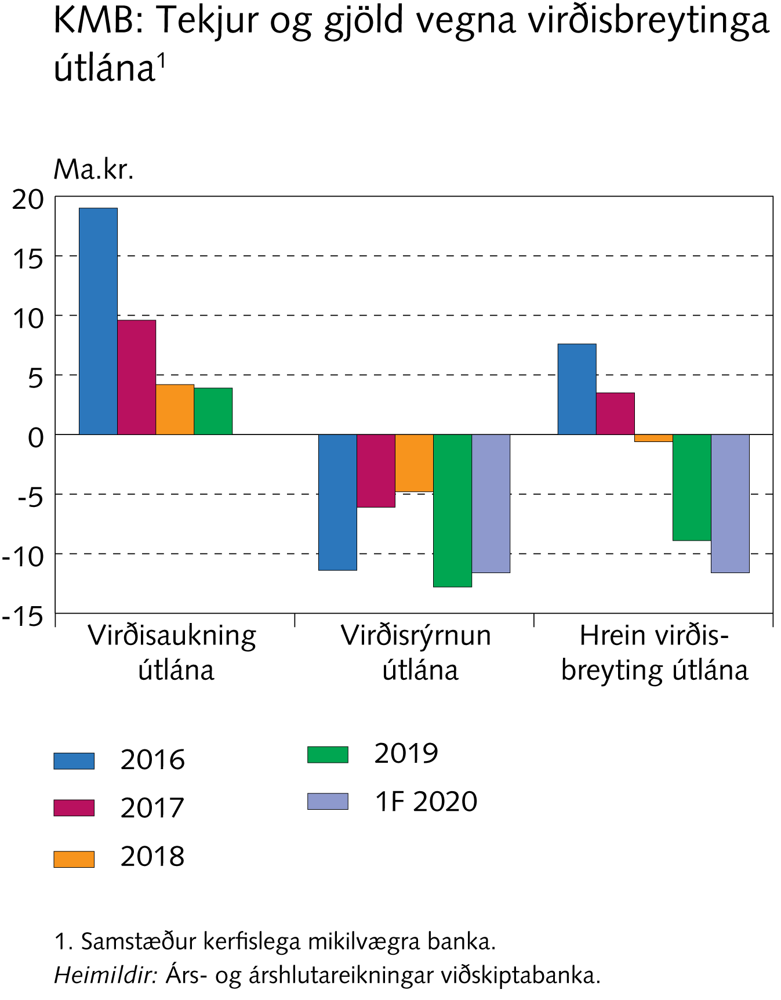 KMB: Tekjur og gjöld vegna virðisbreytinga
útlána¹
Ma.kr.
20
15
10
5
0
-5
-10
-15
Virðisaukning
útlána
Virðisrýrnun
útlána
Hrein virðis-
breyting útlána
2016
2017
2018
2019
1F 2020
1. Samstæður kerfislega mikilvægra banka.
Heimildir: Árs- og árshlutareikningar viðskiptabanka.